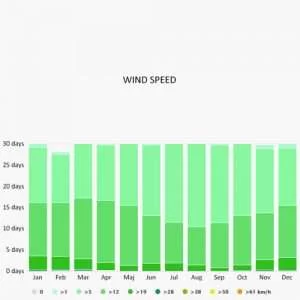 WIND SPEED
30 days
25 days
20 days
15 days
10 days
5 days
0 days
Jan Feb Mar Apr May Jun Jul Aug Sep Oct Nov Dec
0 >1 >5 >12 >19 >28 >38 >50 >61 km/h